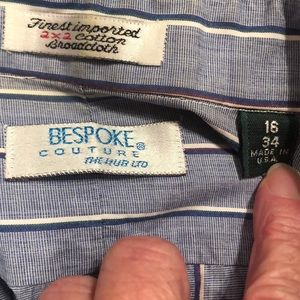 Finest imported
2x2 Cotton
Broadcloth
BESPOKE®
COUTURE
THE HUB LTD
16
34
MADE IN
U.S.A.